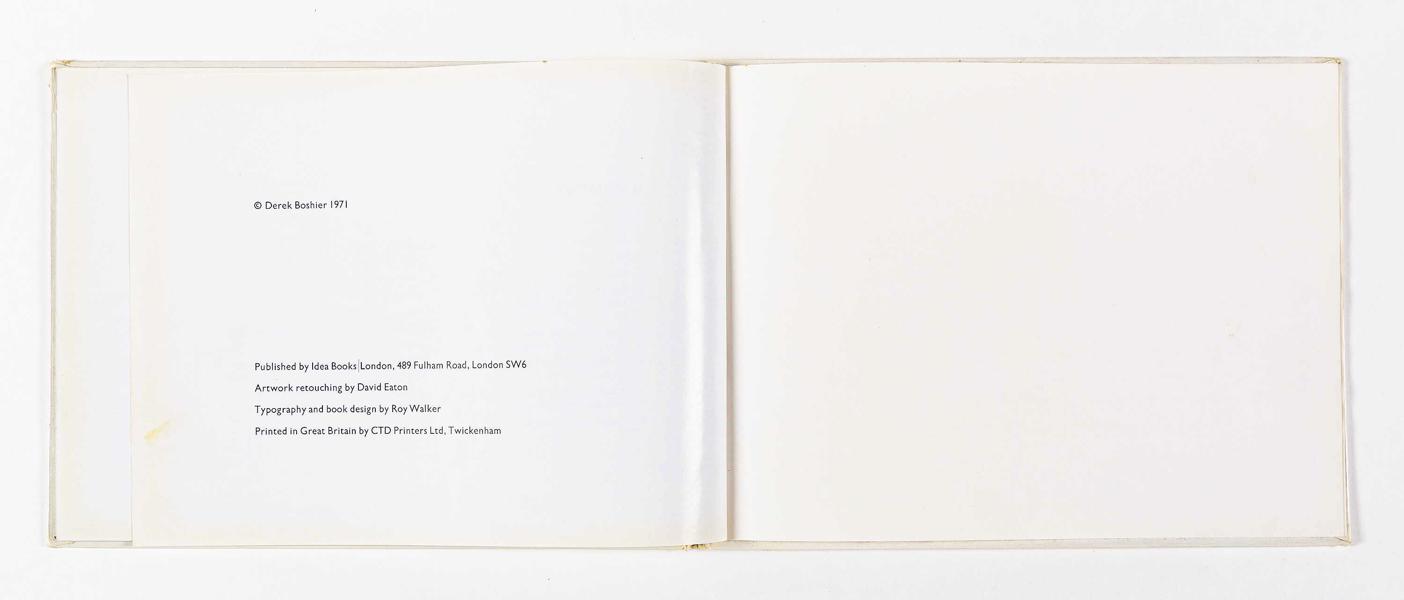 © Derek Boshier 1971
Published by Idea Books|London, 489 Fulham Road, London SW6
Artwork retouching by David Eaton
Typography and book design by Roy Walker
Printed in Great Britain by CTD Printers Ltd, Twickenham